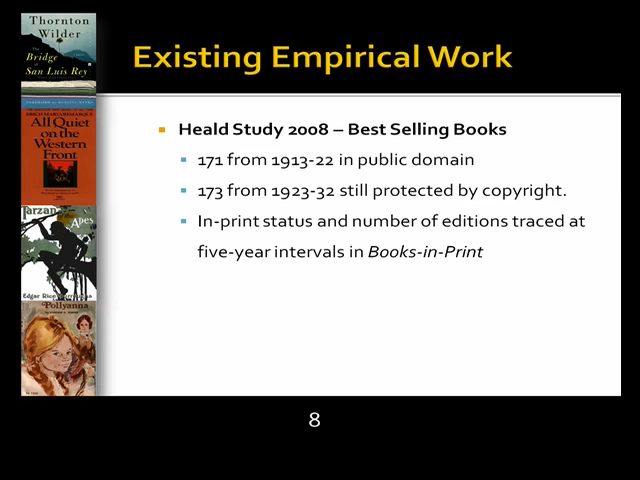 Thornton
Wilder
The
Bridge
of
San Luis Rey
Existing Empirical Work
All Quiet
on the
Western
Front
Tarzan
Apes
Edgar Rice
Pollyanna
Heald Study 2008 – Best Selling Books
171 from 1913-22 in public domain
173 from 1923-32 still protected by copyright.
In-print status and number of editions traced at
five-year intervals in Books-in-Print
8